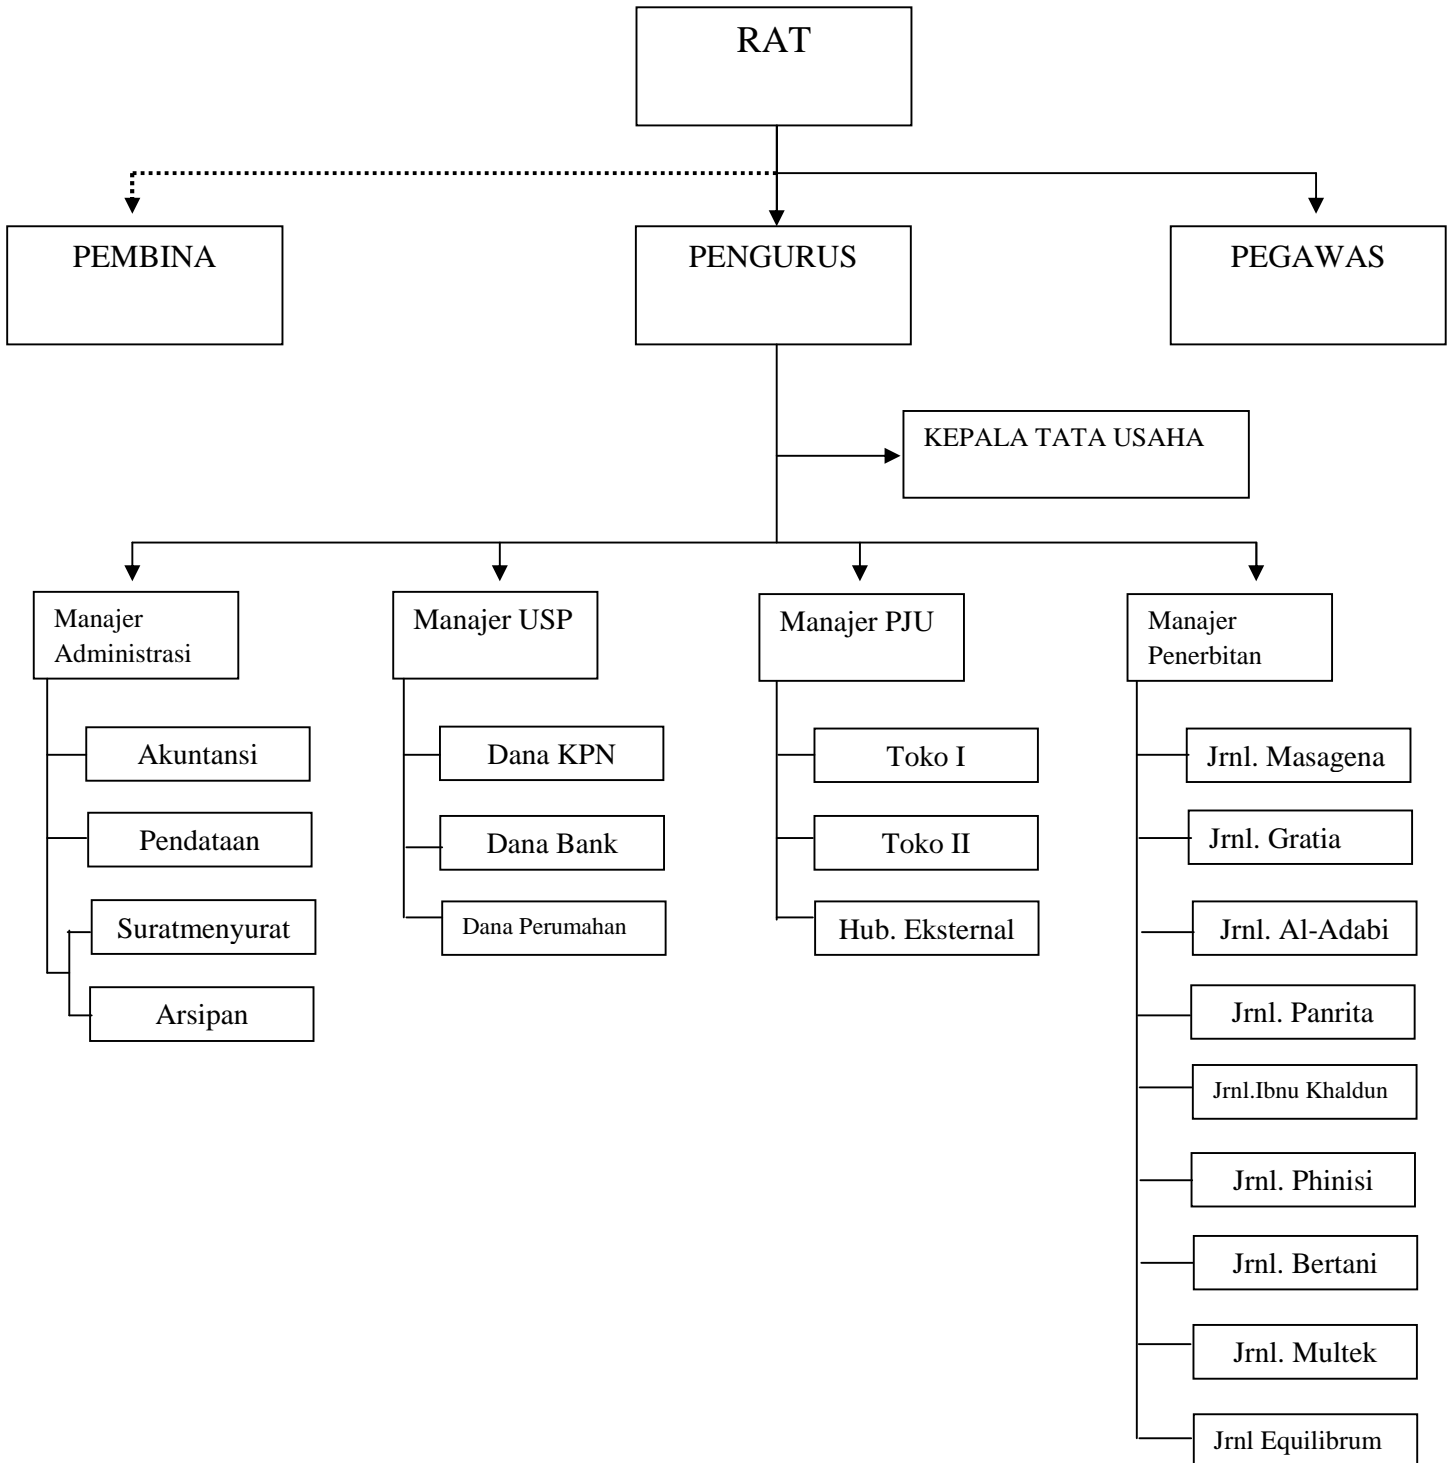 RAT
PEMBINA
PENGURUS
PEGAWAS
KEPALA TATA USAHA
Manajer
Administrasi
Manajer USP
Manajer PJU
Manajer
Penerbitan
Akuntansi
Pendataan
Suratmenyurat
Arsipan
Dana KPN
Dana Bank
Dana Perumahan
Toko I
Toko II
Hub. Eksternal
Jrnl. Masagena
Jrnl. Gratia
Jrnl. Al-Adabi
Jrnl. Panrita
Jrnl.Ibnu Khaldun
Jrnl. Phinisi
Jrnl. Bertani
Jrnl. Multek
Jrnl Equilibrum